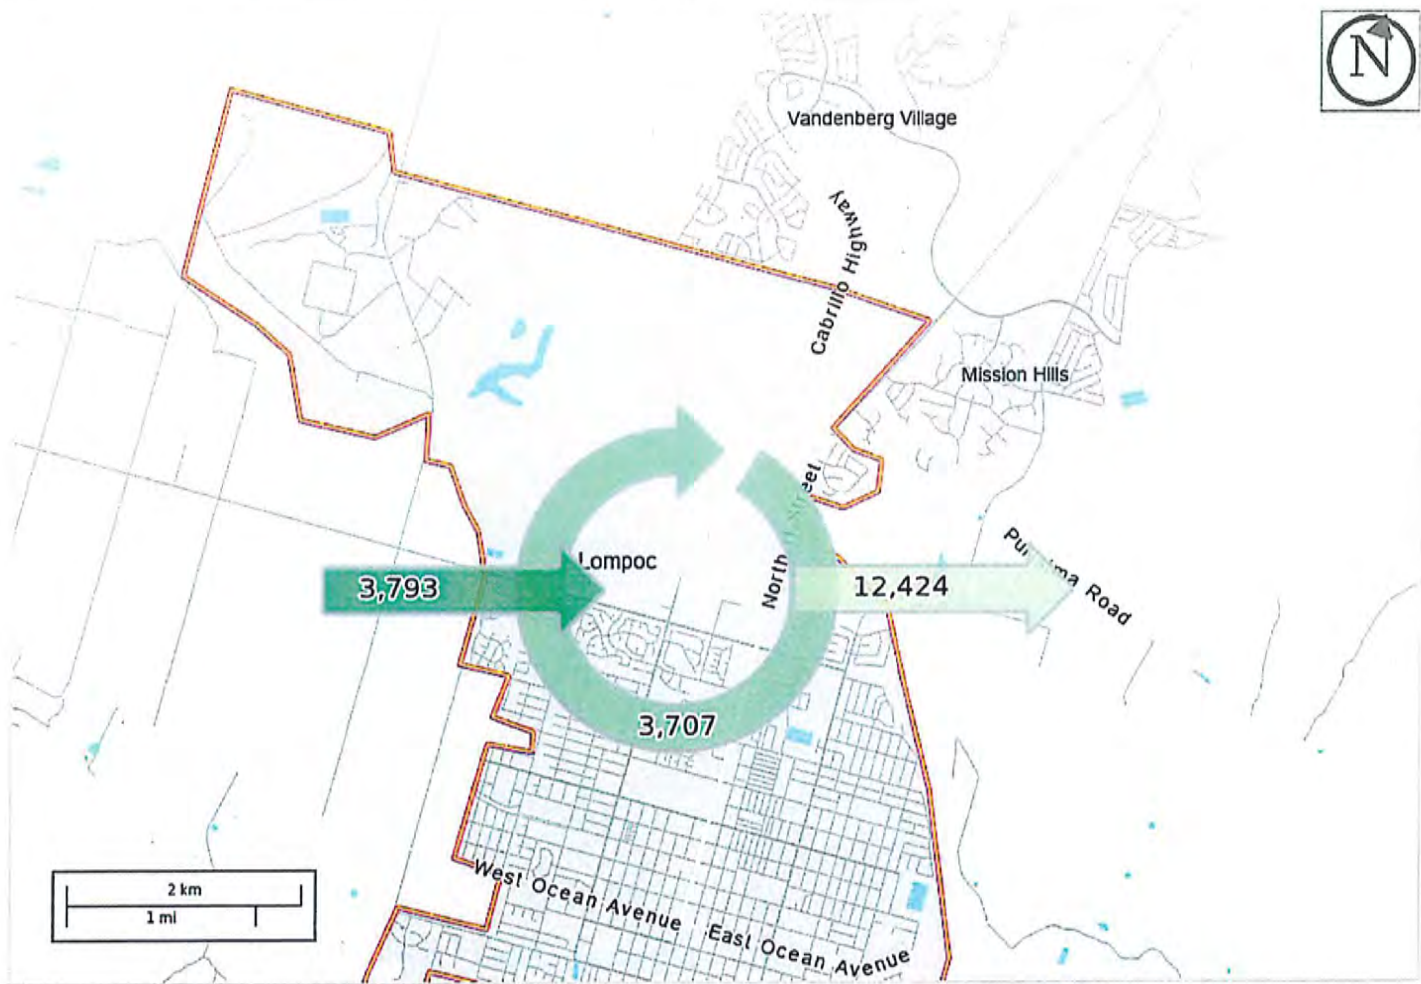 N
Vandenberg Village
Cabrillo Highway
Mission Hills
North
Street
Lompoc
Road
3,793
12,424
3,707
West Ocean Avenue
East Ocean Avenue
2 km
1 mi